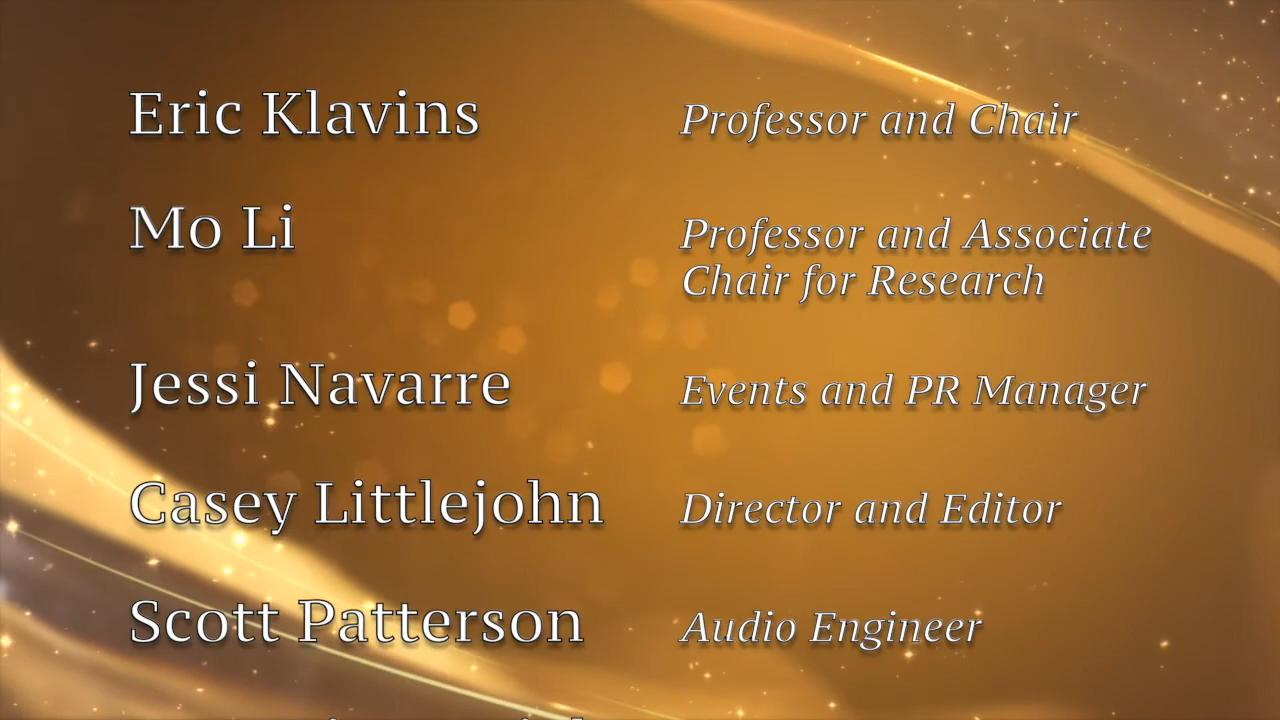 Eric Klavins Professor and Chair
Mo Li Professor and Associate
Chair for Research
Jessi Navarre Events and PR Manager
Casey Littlejohn Director and Editor
Scott Patterson Audio Engineer